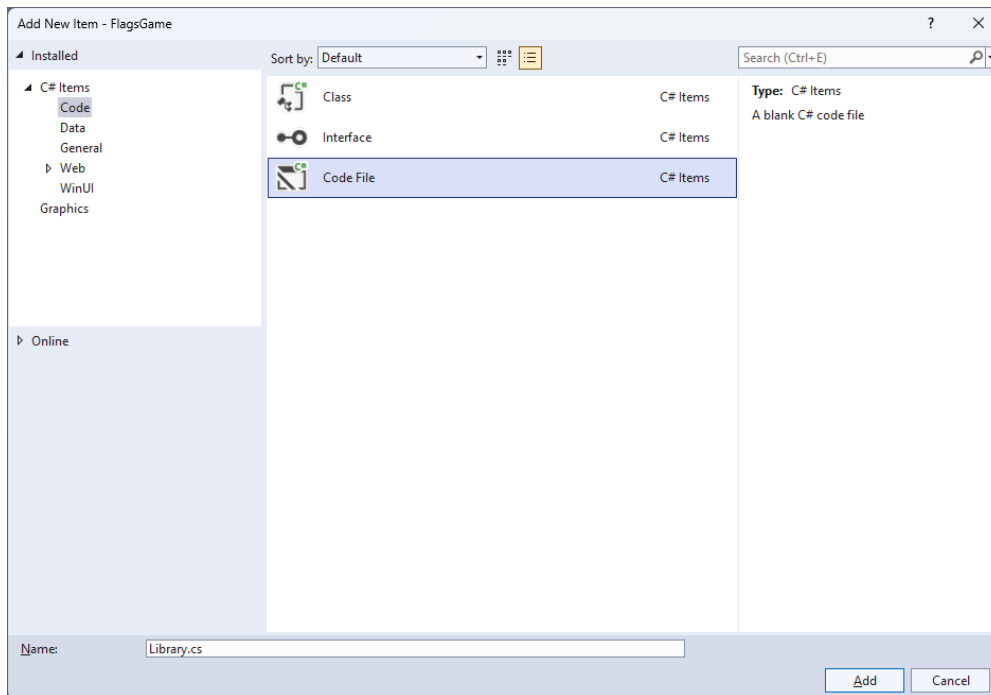 Add New Item - FlagsGame
?
Installed
Sort by: Default
Search (Ctrl+E)
C# Items
Code
Data
General
Web
WinUI
Graphics
Online
Class C# Items
Interface C# Items
Code File C# Items
Type: C# Items
A blank C# code file
Name: Library.cs
Add Cancel